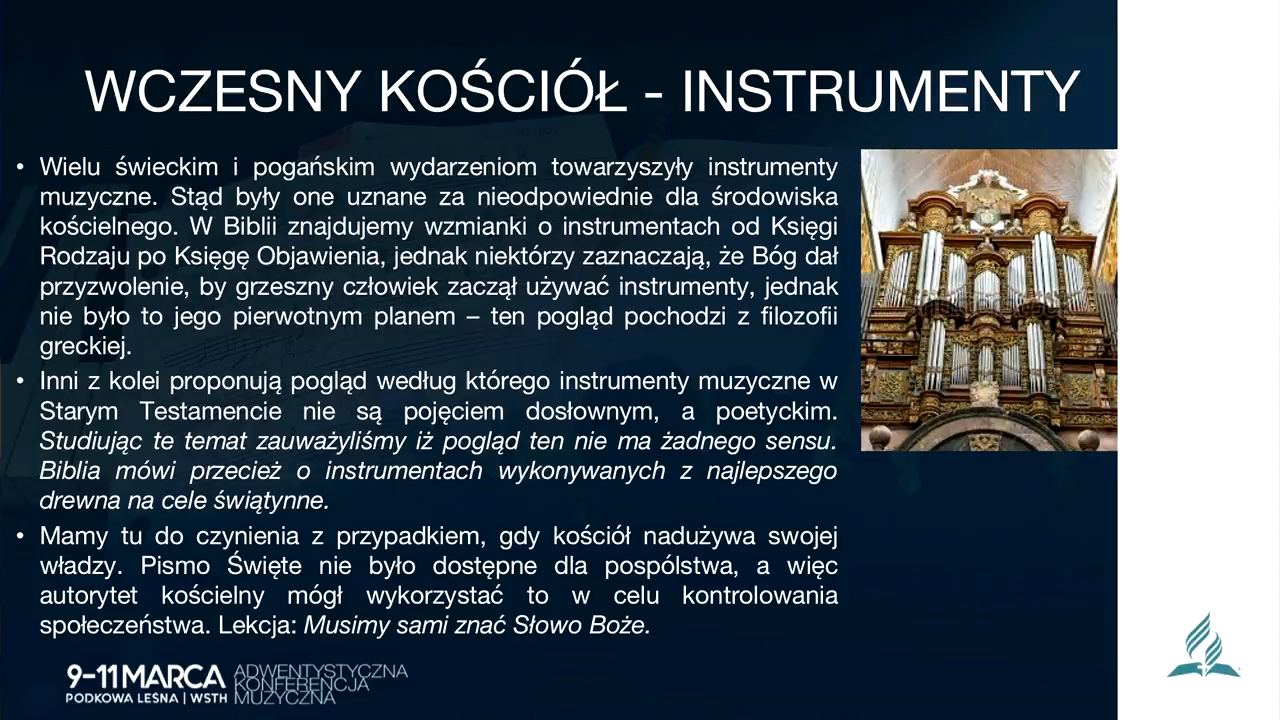 WCZESNY KOŚCIÓŁ - INSTRUMENTY
• Wielu świeckim i pogańskim wydarzeniom towarzyszyły instrumenty
muzyczne. Stąd były one uznane za nieodpowiednie dla środowiska
kościelnego. W Biblii znajdujemy wzmianki o instrumentach od Księgi
Rodzaju po Księgę Objawienia, jednak niektórzy zaznaczają, że Bóg dał
przyzwolenie, by grzeszny człowiek zaczął używać instrumenty, jednak
nie było to jego pierwotnym planem – ten pogląd pochodzi z filozofii
greckiej.
• Inni z kolei proponują pogląd według którego instrumenty muzyczne w
Starym Testamencie nie są pojęciem dosłownym, a poetyckim.
Studiując te temat zauważyliśmy iż pogląd ten nie ma żadnego sensu.
Biblia mówi przecież o instrumentach wykonywanych z najlepszego
drewna na cele świątynne.
• Mamy tu do czynienia z przypadkiem, gdy kościół nadużywa swojej
władzy. Pismo Święte nie było dostępne dla pospólstwa, a więc
autorytet kościelny mógł wykorzystać to w celu kontrolowania
społeczeństwa. Lekcja: Musimy sami znać Słowo Boże.
9-11 MARCA
PODKOWA LEŚNA | WSTH
ADWENTYSTYCZNA
KONFERENCJA
MUZYCZNA